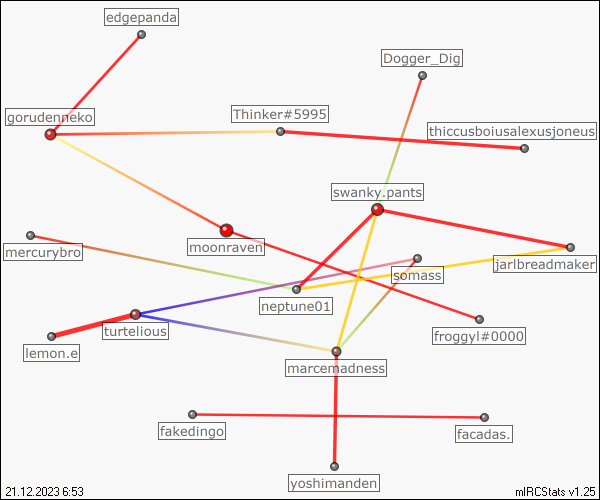 edgepanda
Dogger_Dig
gorudenneko
Thinker#5995
thiccusboiusalexusjoneus
swanky.pants
moonraven
mercurybro
jarlbreadmaker
somass
neptune01
turtelious
froggyl#0000
lemon.e
marcemadness
fakedingo
facadas.
yoshimanden
21.12.2023 6:53
mIRCStats v1.25